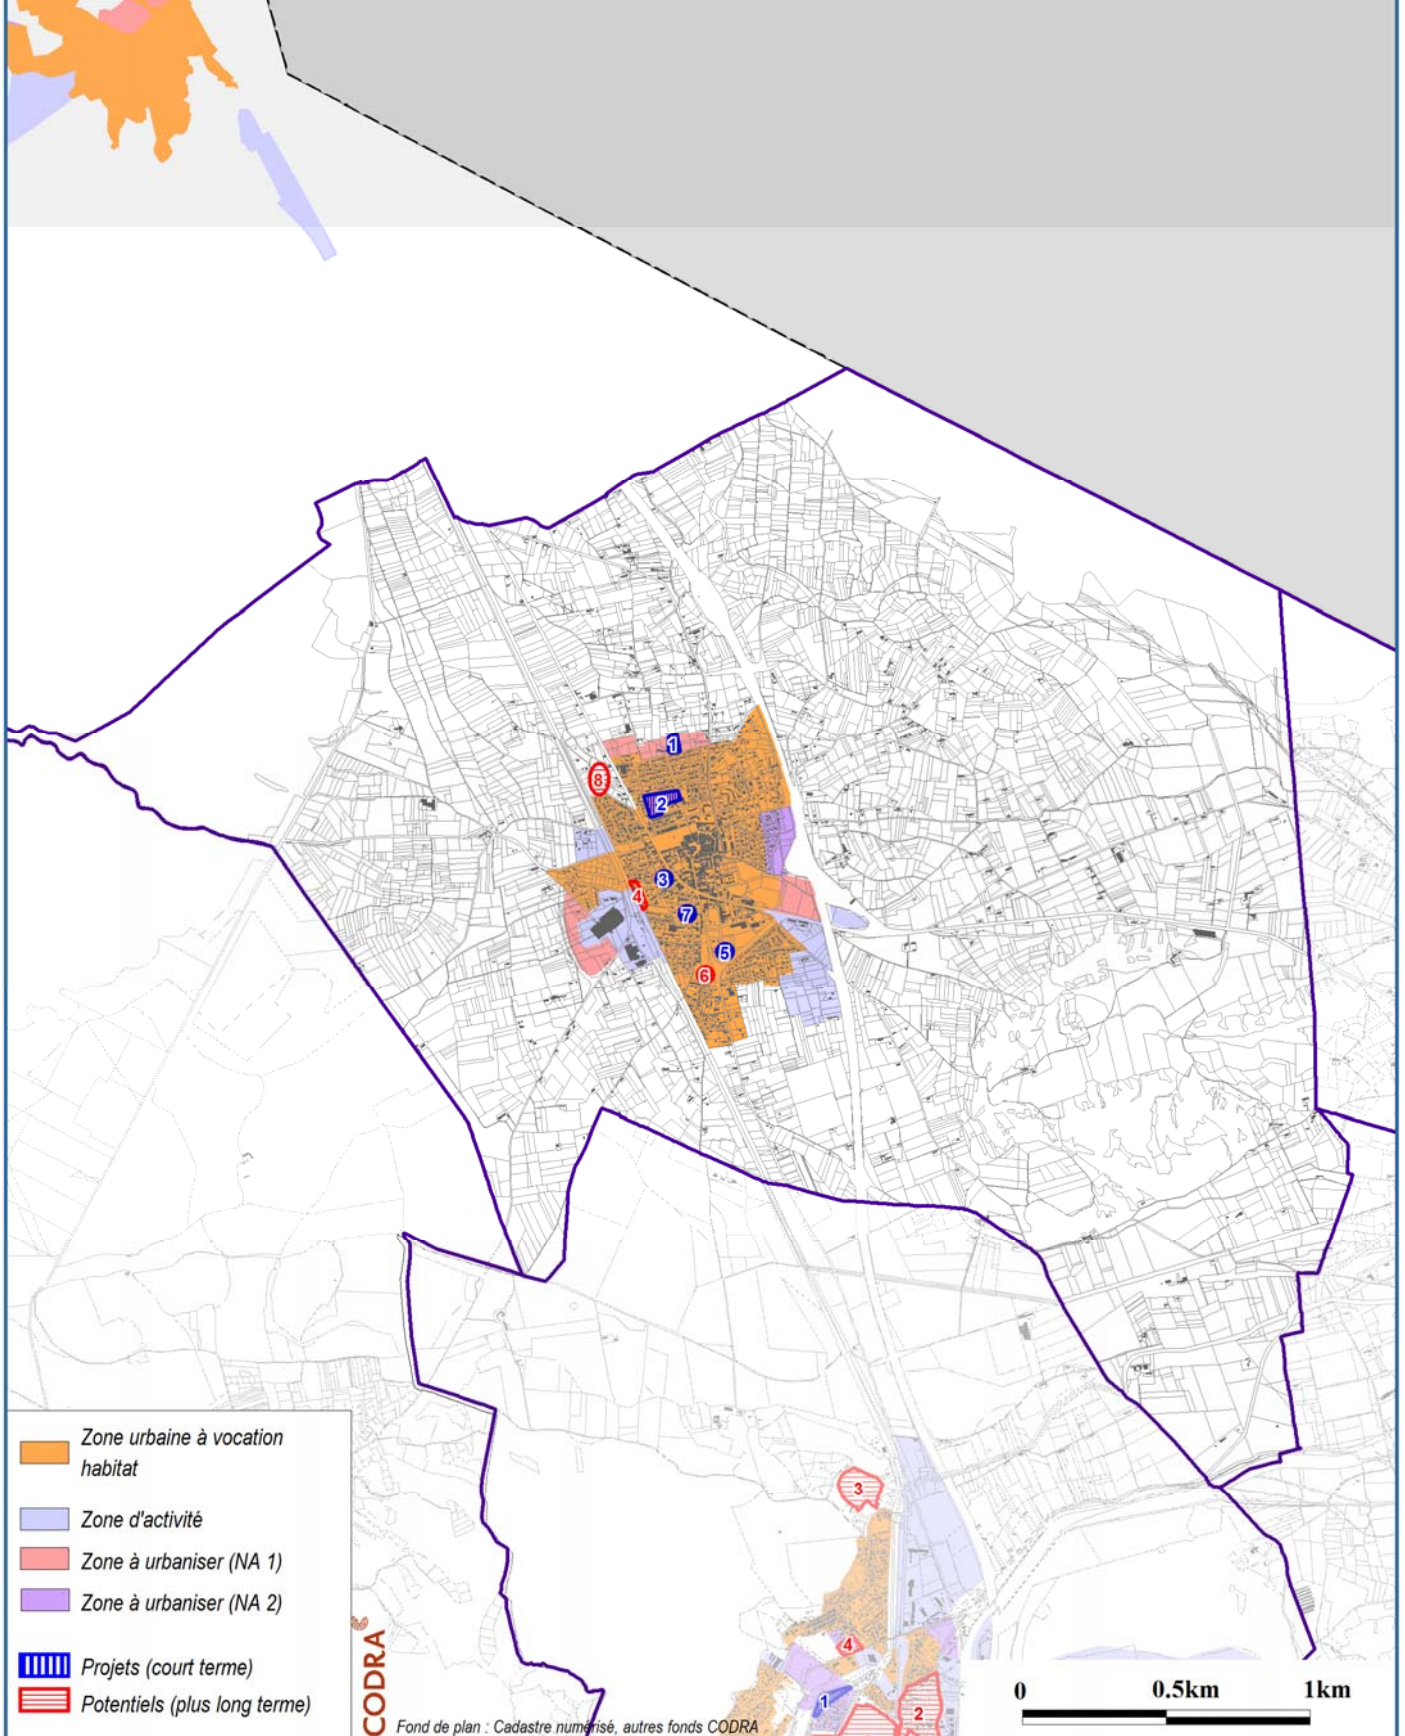 1
8
2
3
4
7
5
6
3
4
1
2
Zone urbaine à vocation
habitat
Zone d'activité
Zone à urbaniser (NA 1)
Zone à urbaniser (NA 2)
Projets (court terme)
Potentiels (plus long terme)
CODRA
Fond de plan : Cadastre numérisé, autres fonds CODRA
0 0.5km 1km